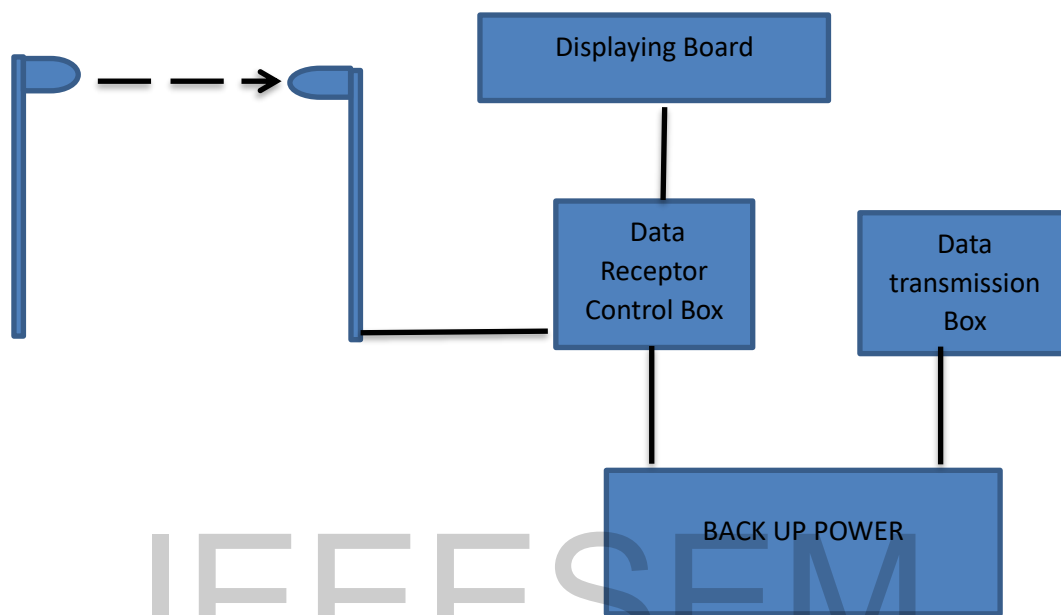 Displaying Board
Data
Receptor
Control Box
Data
transmission
Box
BACK UP POWER
IEEESEM